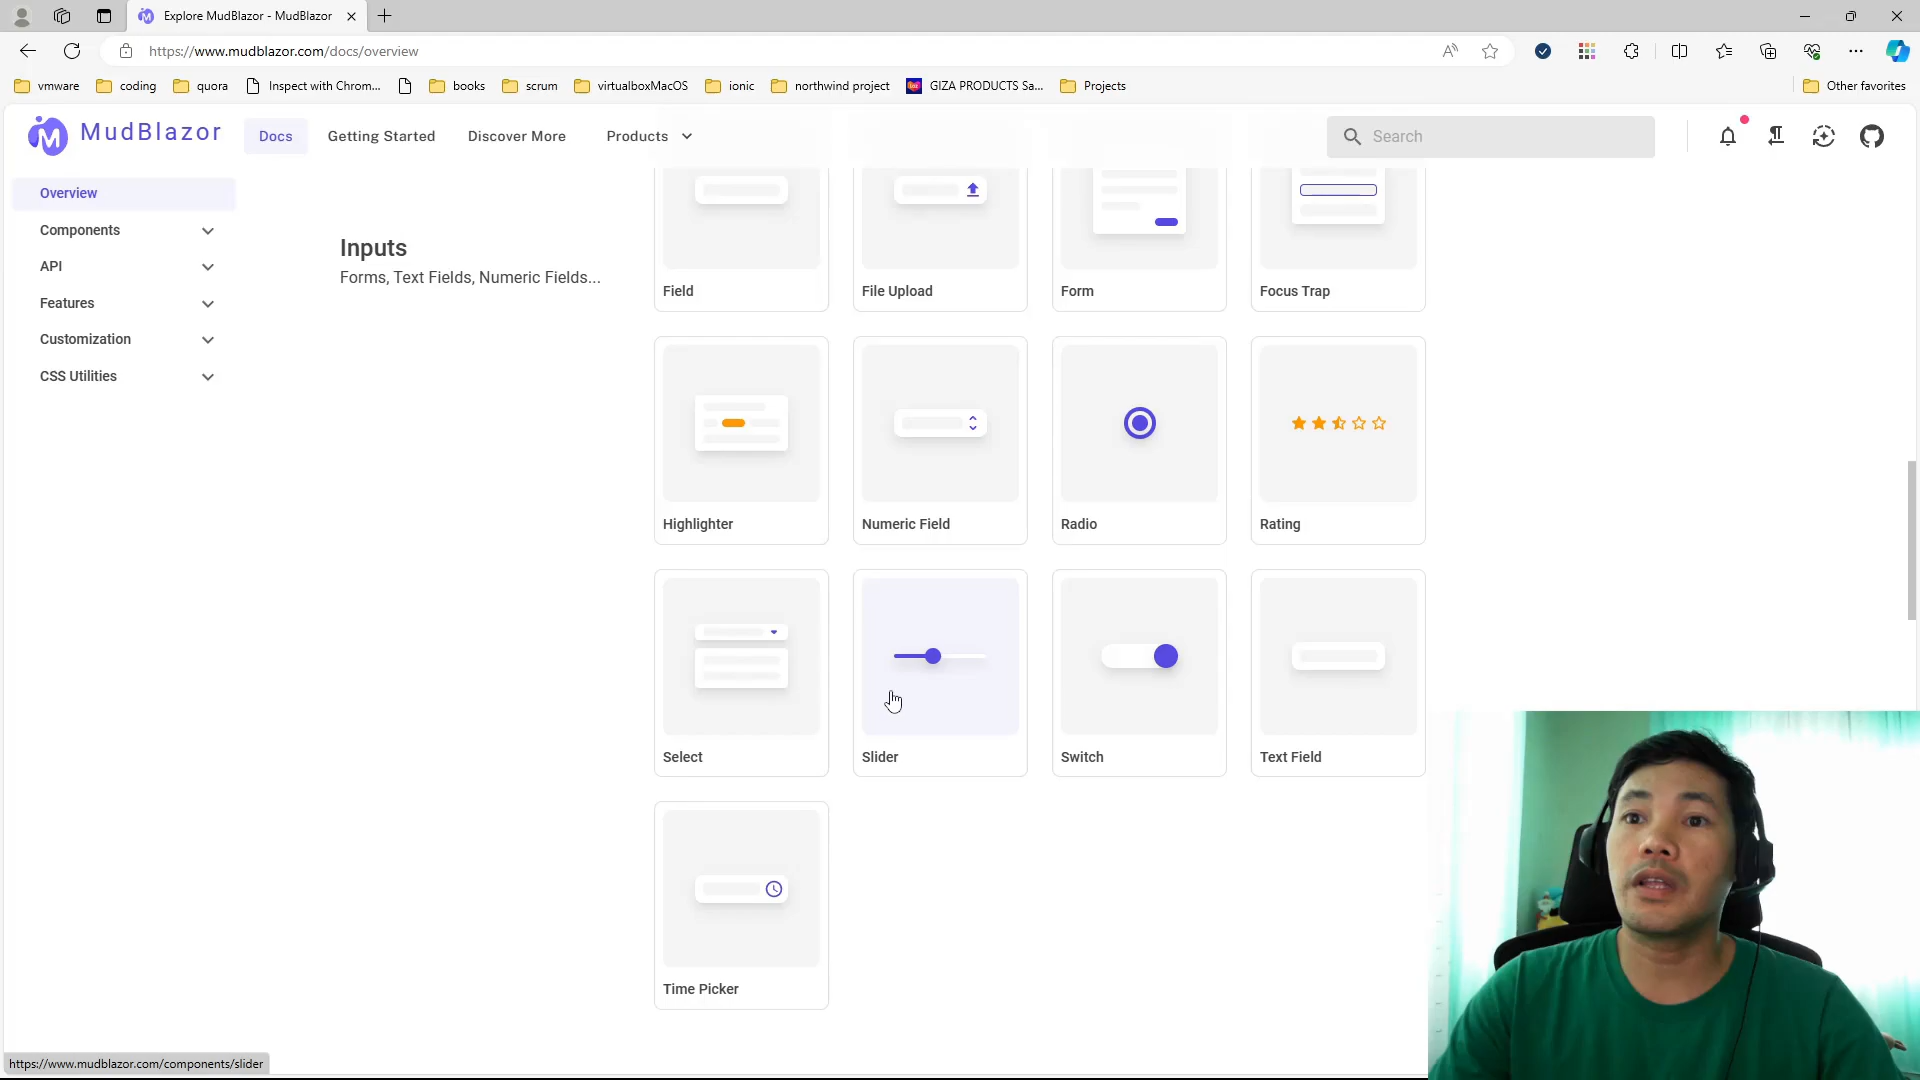 Explore MudBlazor - MudBlazor
https://www.mudblazor.com/docs/overview
vmware
coding
quora
Inspect with Chrom...
books
scrum
virtualboxMacOS
ionic
northwind project
GIZA PRODUCTS Sa...
Projects
Other favorites
MudBlazor
Docs
Getting Started
Discover More
Products
Search
Overview
Components
API
Features
Customization
CSS Utilities
Inputs
Forms, Text Fields, Numeric Fields...
Field
File Upload
Form
Focus Trap
Highlighter
Numeric Field
Radio
Rating
Select
Slider
Switch
Text Field
Time Picker
https://www.mudblazor.com/components/slider